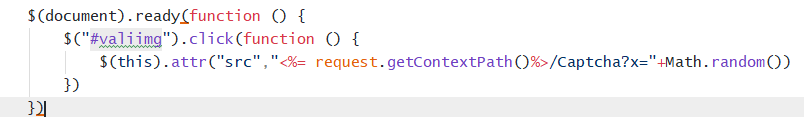 $(document).ready(function () {
$("#valiimg").click(function () {
$(this).attr("src","<%= request.getContextPath()%>/Captcha?x="+Math.random())
})
})